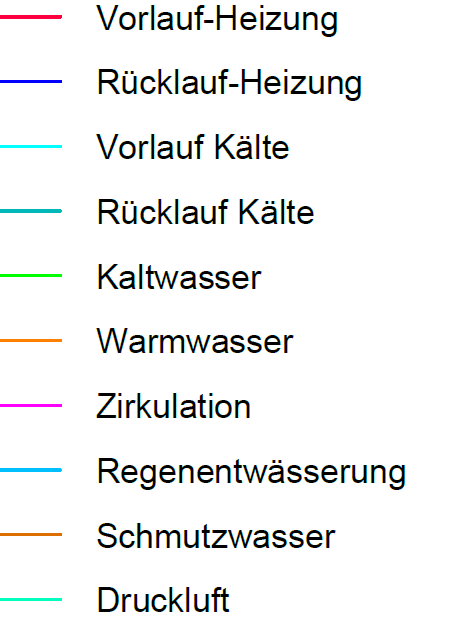 Vorlauf-Heizung
Rücklauf-Heizung
Vorlauf Kälte
Rücklauf Kälte
Kaltwasser
Warmwasser
Zirkulation
Regenentwässerung
Schmutzwasser
Druckluft